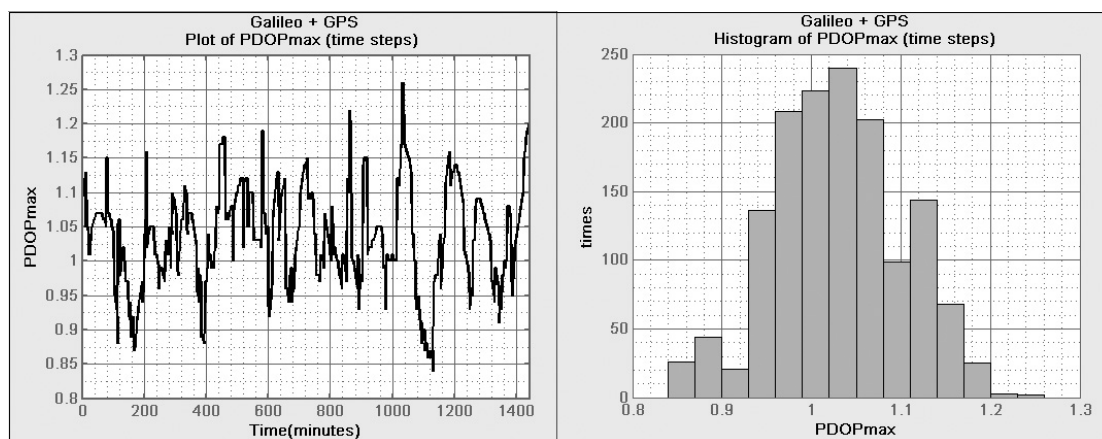 Galileo + GPS
Plot of PDOPmax (time steps)
1.3
1.25
1.2
1.15
1.1
1.05
1
0.95
0.9
0.85
0.8
PDOPmax
0 200 400 600 800 1000 1200 1400
Time(minutes)
Galileo + GPS
Histogram of PDOPmax (time steps)
250
200
150
100
50
0
times
0.8 0.9 1 1.1 1.2 1.3
PDOPmax